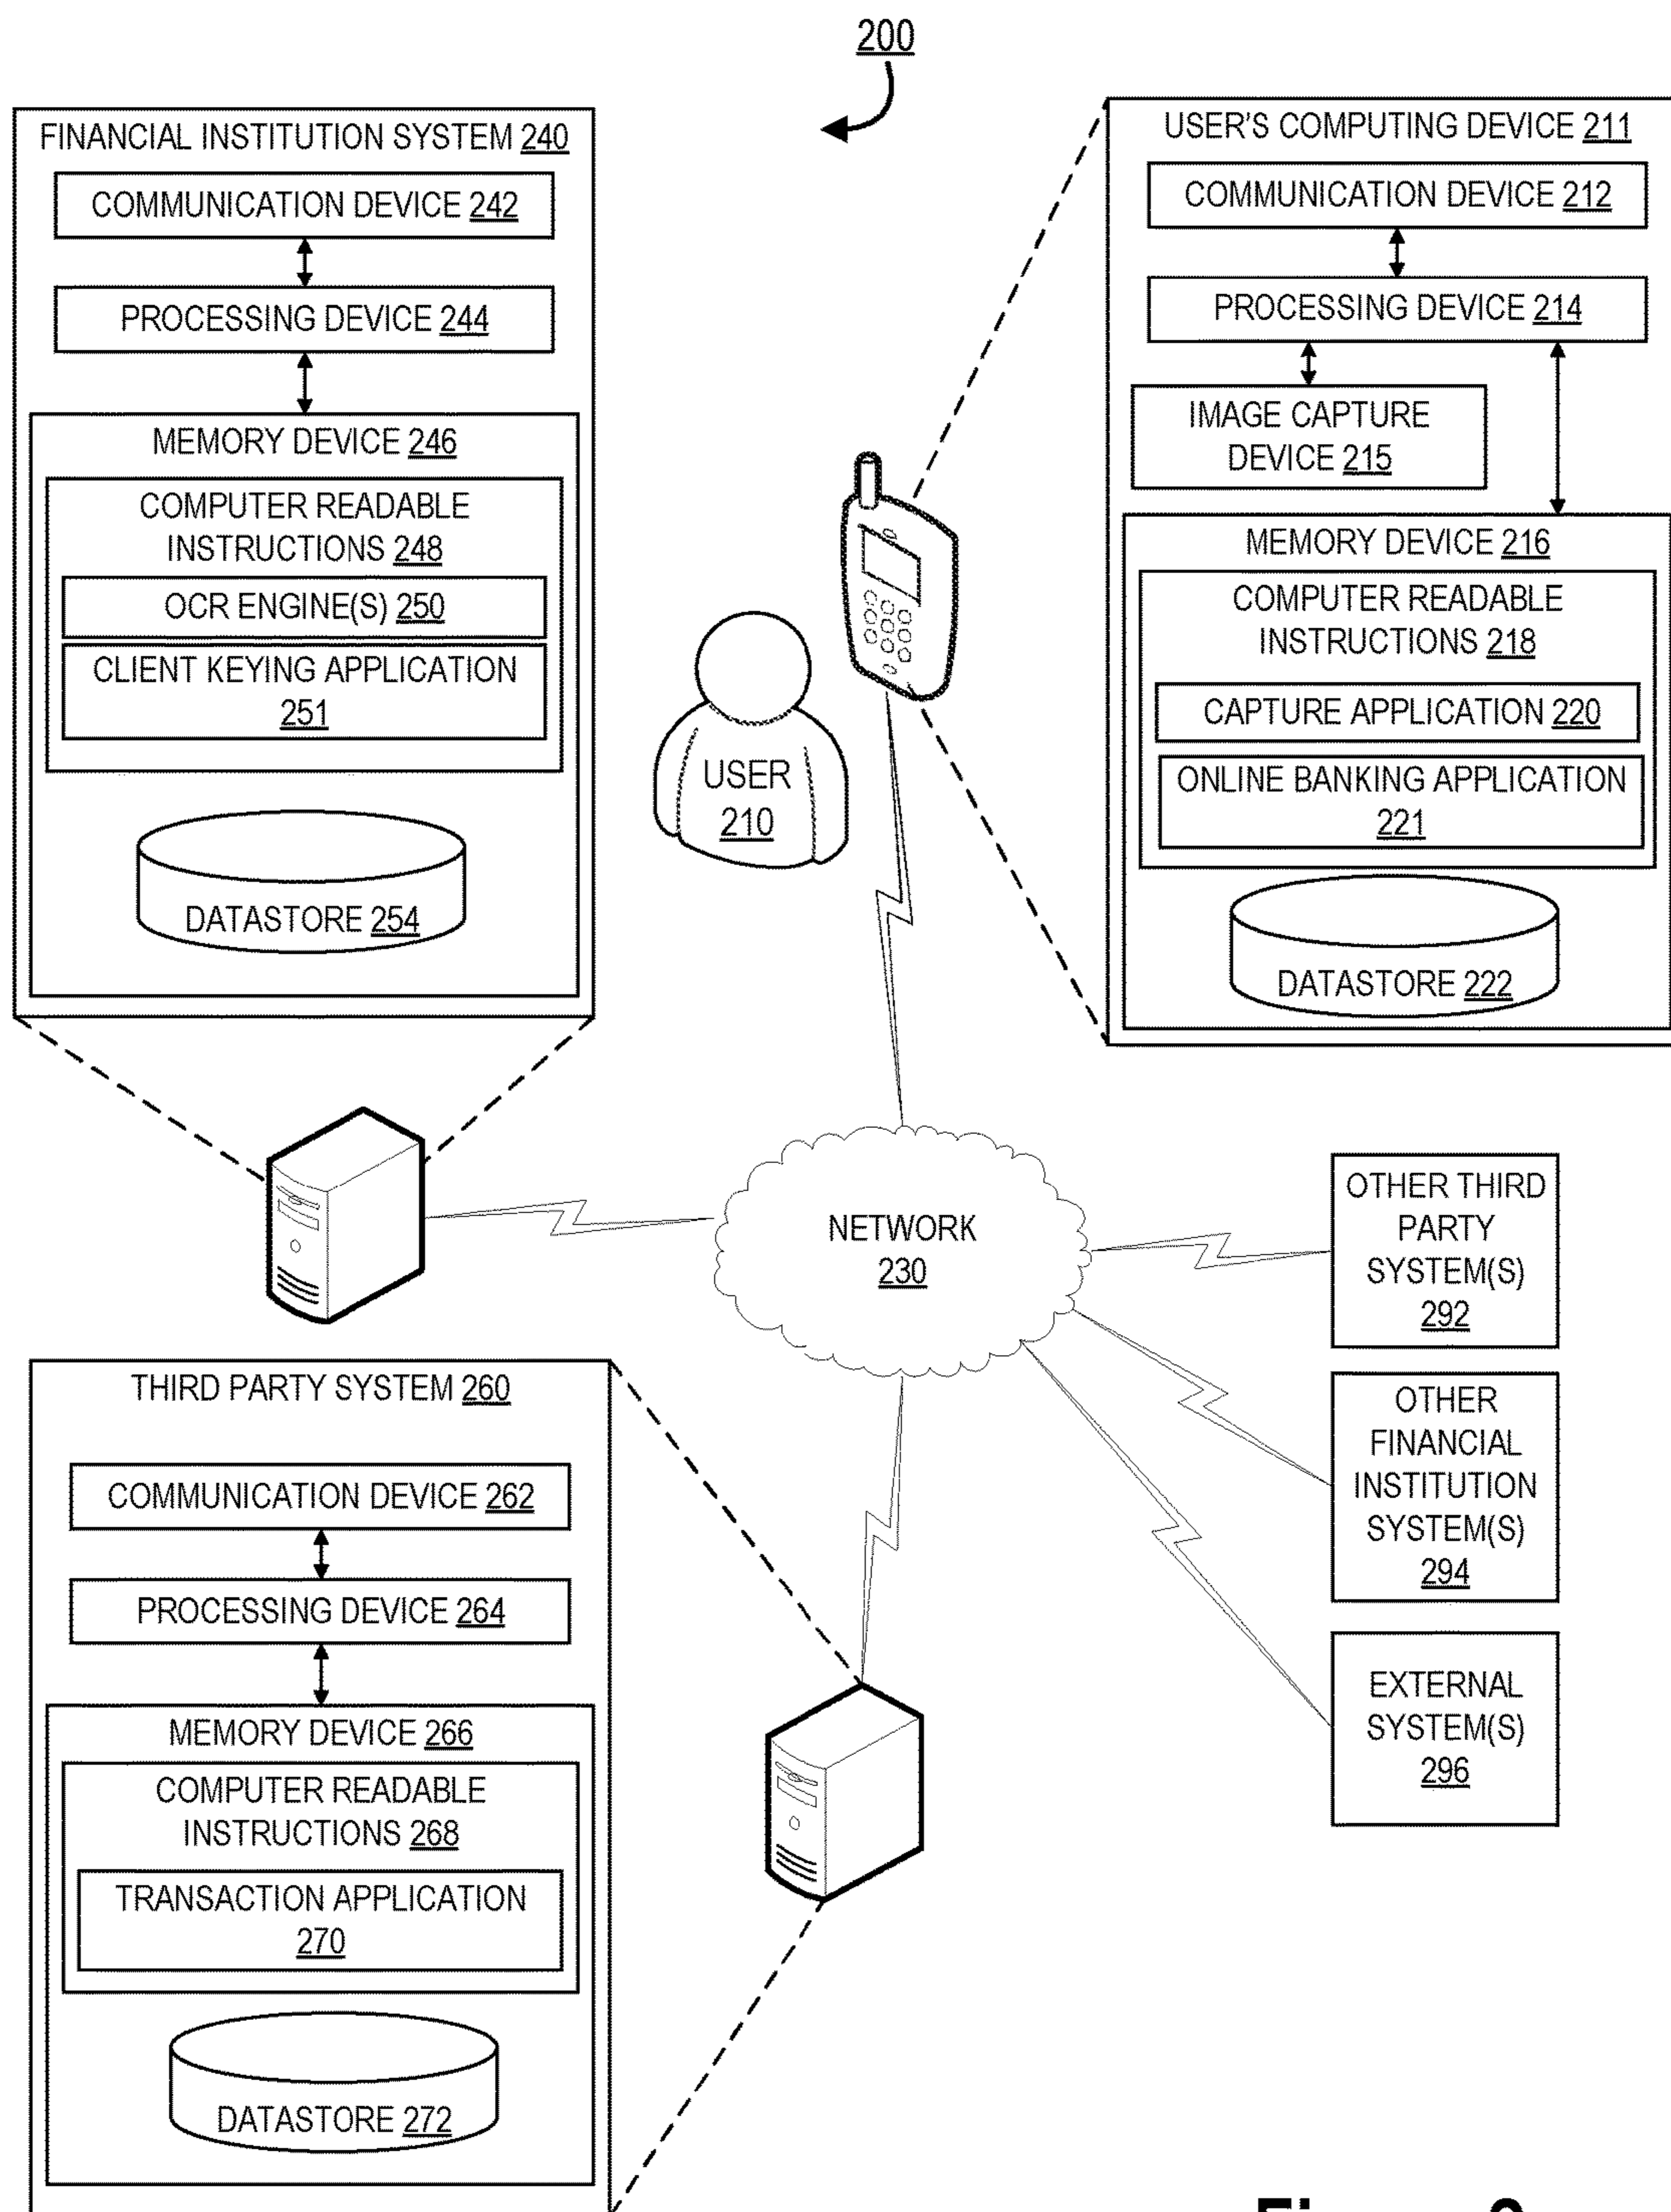 200
FINANCIAL INSTITUTION SYSTEM 240
COMMUNICATION DEVICE 242
PROCESSING DEVICE 244
MEMORY DEVICE 246
COMPUTER READABLE
INSTRUCTIONS 248
OCR ENGINE(S) 250
CLIENT KEYING APPLICATION
251
DATASTORE 254
USER'S COMPUTING DEVICE 211
COMMUNICATION DEVICE 212
PROCESSING DEVICE 214
IMAGE CAPTURE
DEVICE 215
MEMORY DEVICE 216
COMPUTER READABLE
INSTRUCTIONS 218
CAPTURE APPLICATION 220
ONLINE BANKING APPLICATION
221
DATASTORE 222
USER
210
NETWORK
230
OTHER THIRD
PARTY
SYSTEM(S)
292
OTHER
FINANCIAL
INSTITUTION
SYSTEM(S)
294
EXTERNAL
SYSTEM(S)
296
THIRD PARTY SYSTEM 260
COMMUNICATION DEVICE 262
PROCESSING DEVICE 264
MEMORY DEVICE 266
COMPUTER READABLE
INSTRUCTIONS 268
TRANSACTION APPLICATION
270
DATASTORE 272